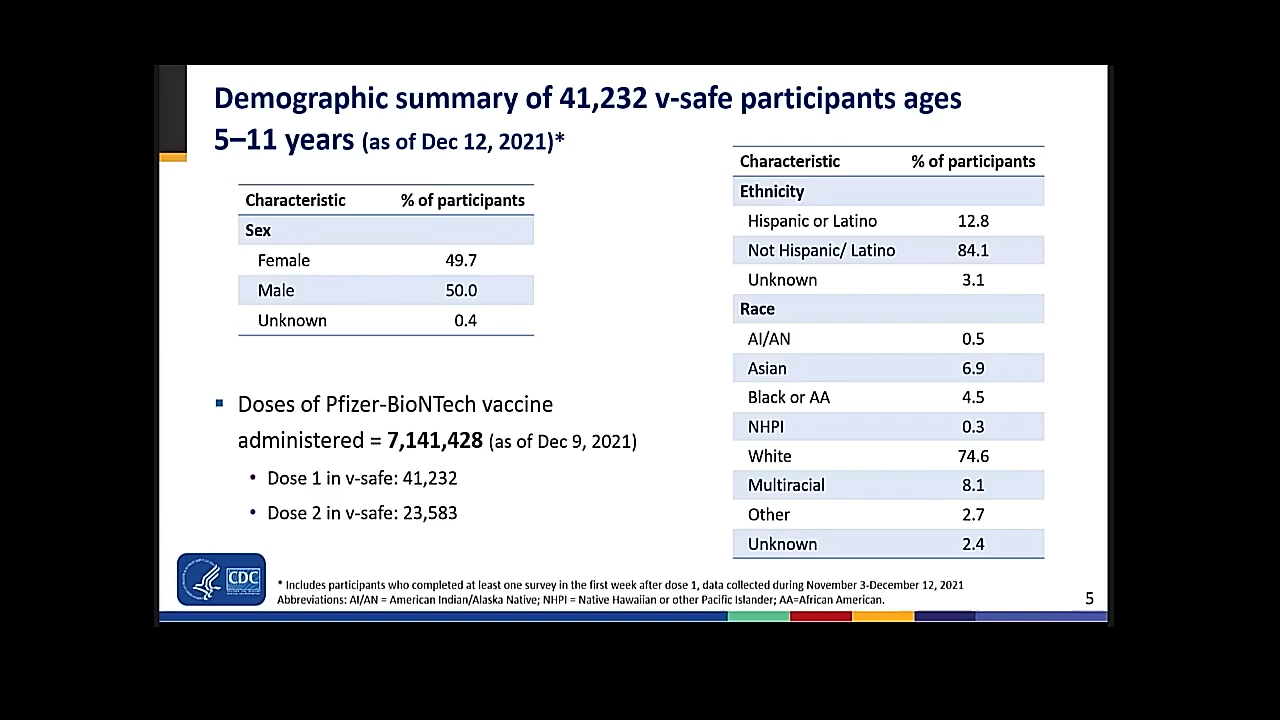 Demographic summary of 41,232 v-safe participants ages
5–11 years (as of Dec 12, 2021)*
Characteristic % of participants
Sex
Female 49.7
Male 50.0
Unknown 0.4
Doses of Pfizer-BioNTech vaccine
administered = 7,141,428 (as of Dec 9, 2021)
Dose 1 in v-safe: 41,232
Dose 2 in v-safe: 23,583
Characteristic % of participants
Ethnicity
Hispanic or Latino 12.8
Not Hispanic/ Latino 84.1
Unknown 3.1
Race
AI/AN 0.5
Asian 6.9
Black or AA 4.5
NHPI 0.3
White 74.6
Multiracial 8.1
Other 2.7
Unknown 2.4
CDC
* Includes participants who completed at least one survey in the first week after dose 1, data collected during November 3-December 12, 2021
Abbreviations: AI/AN = American Indian/Alaska Native; NHPI = Native Hawaiian or other Pacific Islander; AA=African American.
5